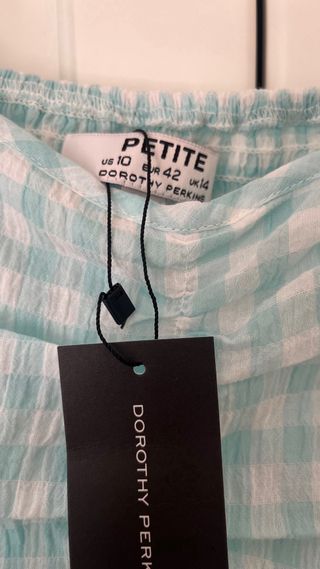 PETITE
US 10 EUR 42 UK 14
DOROTHY PERKINS
DOROTHY PERK